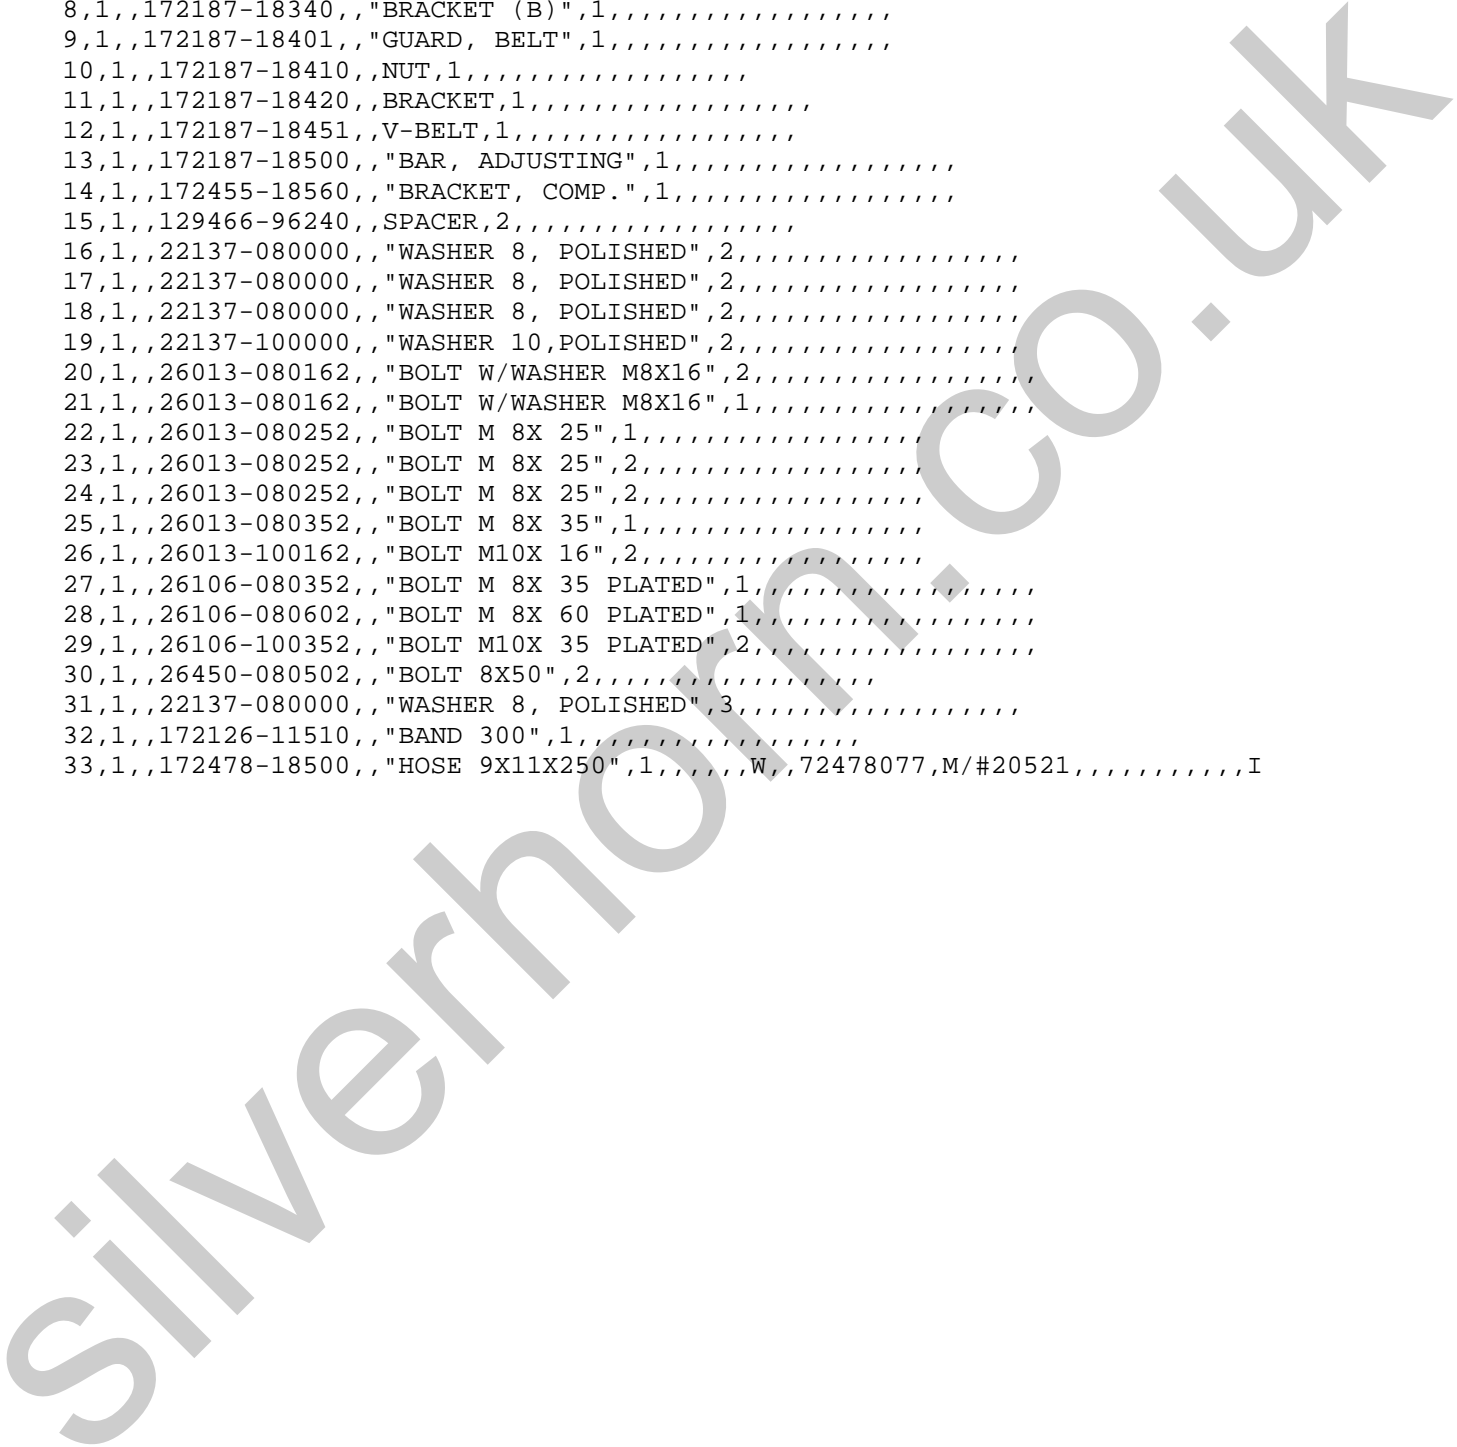 8,1,,172187-18340,,"BRACKET (B)",1,,,,,,,,,,,,,,,,,,
9,1,,172187-18401,,"GUARD, BELT",1,,,,,,,,,,,,,,,,,,
10,1,,172187-18410,,NUT,1,,,,,,,,,,,,,,,,,,
11,1,,172187-18420,,BRACKET,1,,,,,,,,,,,,,,,,,,
12,1,,172187-18451,,V-BELT,1,,,,,,,,,,,,,,,,,,
13,1,,172187-18500,,"BAR, ADJUSTING",1,,,,,,,,,,,,,,,,,,
14,1,,172455-18560,,"BRACKET, COMP.",1,,,,,,,,,,,,,,,,,,
15,1,,129466-96240,,SPACER,2,,,,,,,,,,,,,,,,,,
16,1,,22137-080000,,"WASHER 8, POLISHED",2,,,,,,,,,,,,,,,,,,
17,1,,22137-080000,,"WASHER 8, POLISHED",2,,,,,,,,,,,,,,,,,,
18,1,,22137-080000,,"WASHER 8, POLISHED",2,,,,,,,,,,,,,,,,,,
19,1,,22137-100000,,"WASHER 10,POLISHED",2,,,,,,,,,,,,,,,,,,
20,1,,26013-080162,,"BOLT W/WASHER M8X16",2,,,,,,,,,,,,,,,,,,
21,1,,26013-080162,,"BOLT W/WASHER M8X16",1,,,,,,,,,,,,,,,,,,
22,1,,26013-080252,,"BOLT M 8X 25",1,,,,,,,,,,,,,,,,,,
23,1,,26013-080252,,"BOLT M 8X 25",2,,,,,,,,,,,,,,,,,,
24,1,,26013-080252,,"BOLT M 8X 25",2,,,,,,,,,,,,,,,,,,
25,1,,26013-080352,,"BOLT M 8X 35",1,,,,,,,,,,,,,,,,,,
26,1,,26013-100162,,"BOLT M10X 16",2,,,,,,,,,,,,,,,,,,
27,1,,26106-080352,,"BOLT M 8X 35 PLATED",1,,,,,,,,,,,,,,,,,,
28,1,,26106-080602,,"BOLT M 8X 60 PLATED",1,,,,,,,,,,,,,,,,,,
29,1,,26106-100352,,"BOLT M10X 35 PLATED",2,,,,,,,,,,,,,,,,,,
30,1,,26450-080502,,"BOLT 8X50",2,,,,,,,,,,,,,,,,,,
31,1,,22137-080000,,"WASHER 8, POLISHED",3,,,,,,,,,,,,,,,,,,
32,1,,172126-11510,,"BAND 300",1,,,,,,,,,,,,,,,,,,
33,1,,172478-18500,,"HOSE 9X11X250",1,,,,,,W,,72478077,M/#20521,,,,,,,,,,,I
silverhorn.co.uk